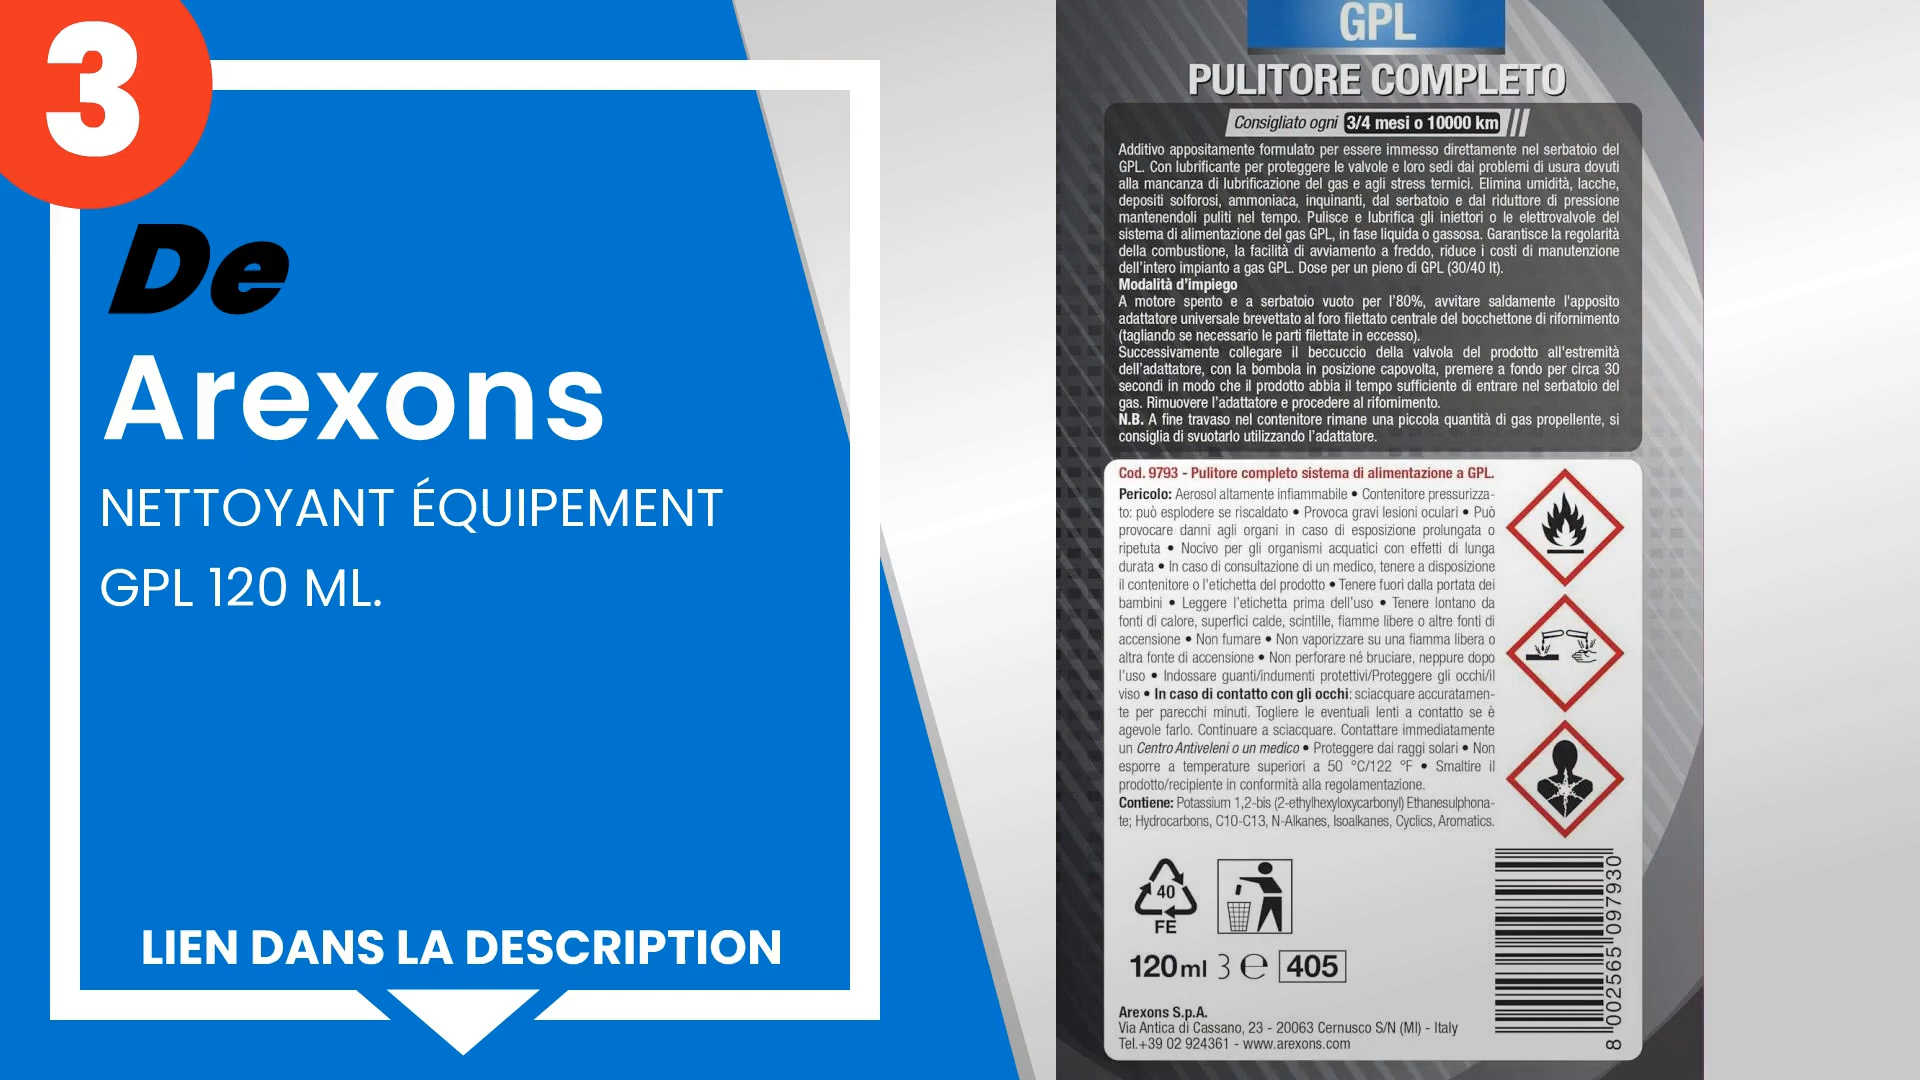 3
De
Arexons
NETTOYANT ÉQUIPEMENT
GPL 120 ML.
LIEN DANS LA DESCRIPTION
GPL
PULITORE COMPLETO
Consigliato ogni 3/4 mesi o 10000 km
Additivo appositamente formulato per essere immesso direttamente nel serbatoio del
GPL. Con lubrificante per proteggere le valvole e loro sedi dai problemi di usura dovuti
alla mancanza di lubrificazione del gas e agli stress termici. Elimina umidità, lacche,
depositi solforosi, ammoniaca, inquinanti, dal serbatoio e dal riduttore di pressione
mantenendoli puliti nel tempo. Pulisce e lubrifica gli iniettori o le elettrovalvole del
sistema di alimentazione del gas GPL, in fase liquida o gassosa. Garantisce la regolarità
della combustione, la facilità di avviamento a freddo, riduce i costi di manutenzione
dell'intero impianto a gas GPL. Dose per un pieno di GPL (30/40 lt).
Modalità d'impiego
A motore spento e a serbatoio vuoto per l'80%, avvitare saldamente l'apposito
adattatore universale brevettato al foro filettato centrale del bocchettone di rifornimento
(tagliando se necessario le parti filettate in eccesso).
Successivamente collegare il beccuccio della valvola del prodotto all'estremità
dell'adattatore, con la bombola in posizione capovolta, premere a fondo per circa 30
secondi in modo che il prodotto abbia il tempo sufficiente di entrare nel serbatoio del
gas. Rimuovere l'adattatore e procedere al rifornimento.
N.B. A fine travaso nel contenitore rimane una piccola quantità di gas propellente, si
consiglia di svuotarlo utilizzando l'adattatore.
Cod. 9793 - Pulitore completo sistema di alimentazione a GPL.
Pericolo: Aerosol altamente infiammabile • Contenitore pressurizza-
to: può esplodere se riscaldato • Provoca gravi lesioni oculari • Può
provocare danni agli organi in caso di esposizione prolungata o
ripetuta • Nocivo per gli organismi acquatici con effetti di lunga
durata • In caso di consultazione di un medico, tenere a disposizione
il contenitore o l'etichetta del prodotto • Tenere fuori dalla portata dei
bambini • Leggere l'etichetta prima dell'uso • Tenere lontano da
fonti di calore, superfici calde, scintille, fiamme libere o altre fonti di
accensione • Non fumare • Non vaporizzare su una fiamma libera o
altra fonte di accensione • Non perforare né bruciare, neppure dopo
l'uso • Indossare guanti/indumenti protettivi/Proteggere gli occhi/il
viso • In caso di contatto con gli occhi: sciacquare accuratamen-
te per parecchi minuti. Togliere le eventuali lenti a contatto se è
agevole farlo. Continuare a sciacquare. Contattare immediatamente
un Centro Antiveleni o un medico • Proteggere dai raggi solari • Non
esporre a temperature superiori a 50 °C/122 °F • Smaltire il
prodotto/recipiente in conformità alla regolamentazione.
Contiene: Potassium 1,2-bis (2-ethylhexyloxycarbonyl) Ethanesulphona-
te; Hydrocarbons, C10-C13, N-Alkanes, Isoalkanes, Cyclics, Aromatics.
40
FE
120 ml 3 e 405
Arexons S.p.A.
Via Antica di Cassano, 23 - 20063 Cernusco S/N (MI) - Italy
Tel.+39 02 924361 - www.arexons.com
8 002565 097930